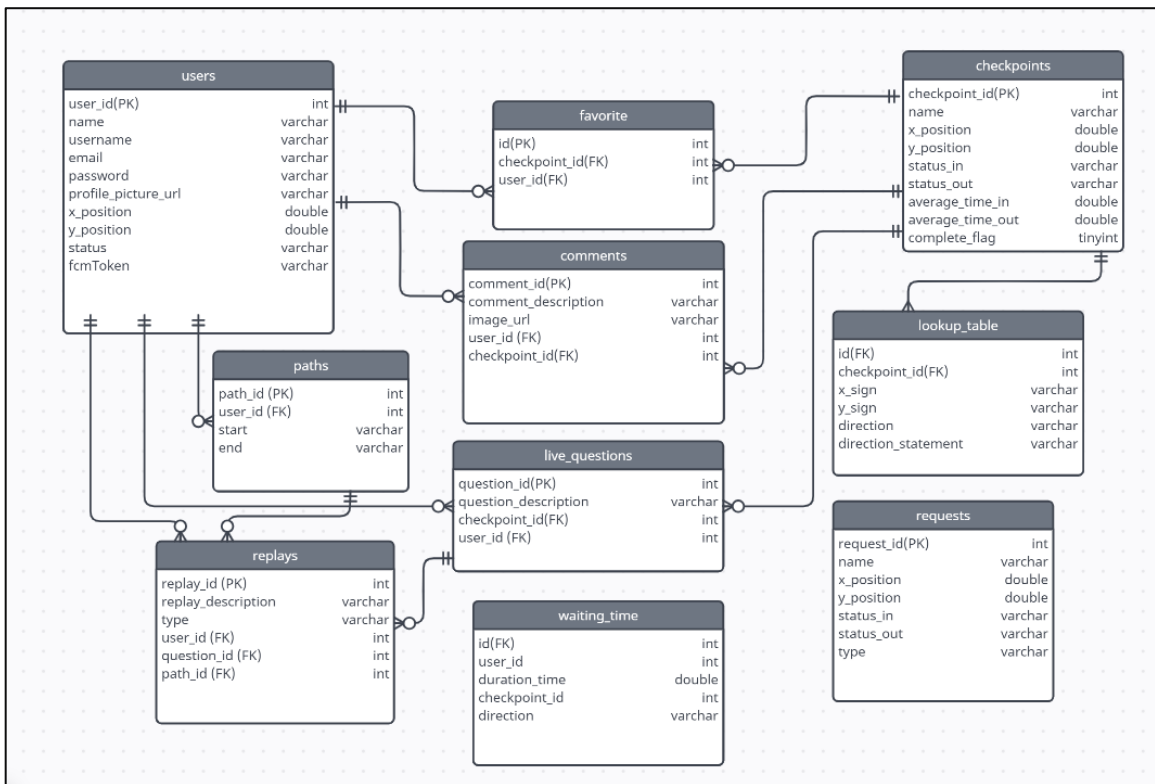 users
user_id(PK) int
name varchar
username varchar
email varchar
password varchar
profile_picture_url varchar
x_position double
y_position double
status varchar
fcmToken varchar
favorite
id(PK) int
checkpoint_id(FK) int
user_id(FK) int
checkpoints
checkpoint_id(PK) int
name varchar
x_position double
y_position double
status_in varchar
status_out varchar
average_time_in double
average_time_out double
complete_flag tinyint
comments
comment_id(PK) int
comment_description varchar
image_url varchar
user_id (FK) int
checkpoint_id(FK) int
lookup_table
id(FK) int
checkpoint_id(FK) int
x_sign varchar
y_sign varchar
direction varchar
direction_statement varchar
paths
path_id (PK) int
user_id (FK) int
start varchar
end varchar
live_questions
question_id(PK) int
question_description varchar
checkpoint_id(FK) int
user_id (FK) int
requests
request_id(PK) int
name varchar
x_position double
y_position double
status_in varchar
status_out varchar
type varchar
replays
replay_id (PK) int
replay_description varchar
type varchar
user_id (FK) int
question_id (FK) int
path_id (FK) int
waiting_time
id(FK) int
user_id int
duration_time double
checkpoint_id int
direction varchar